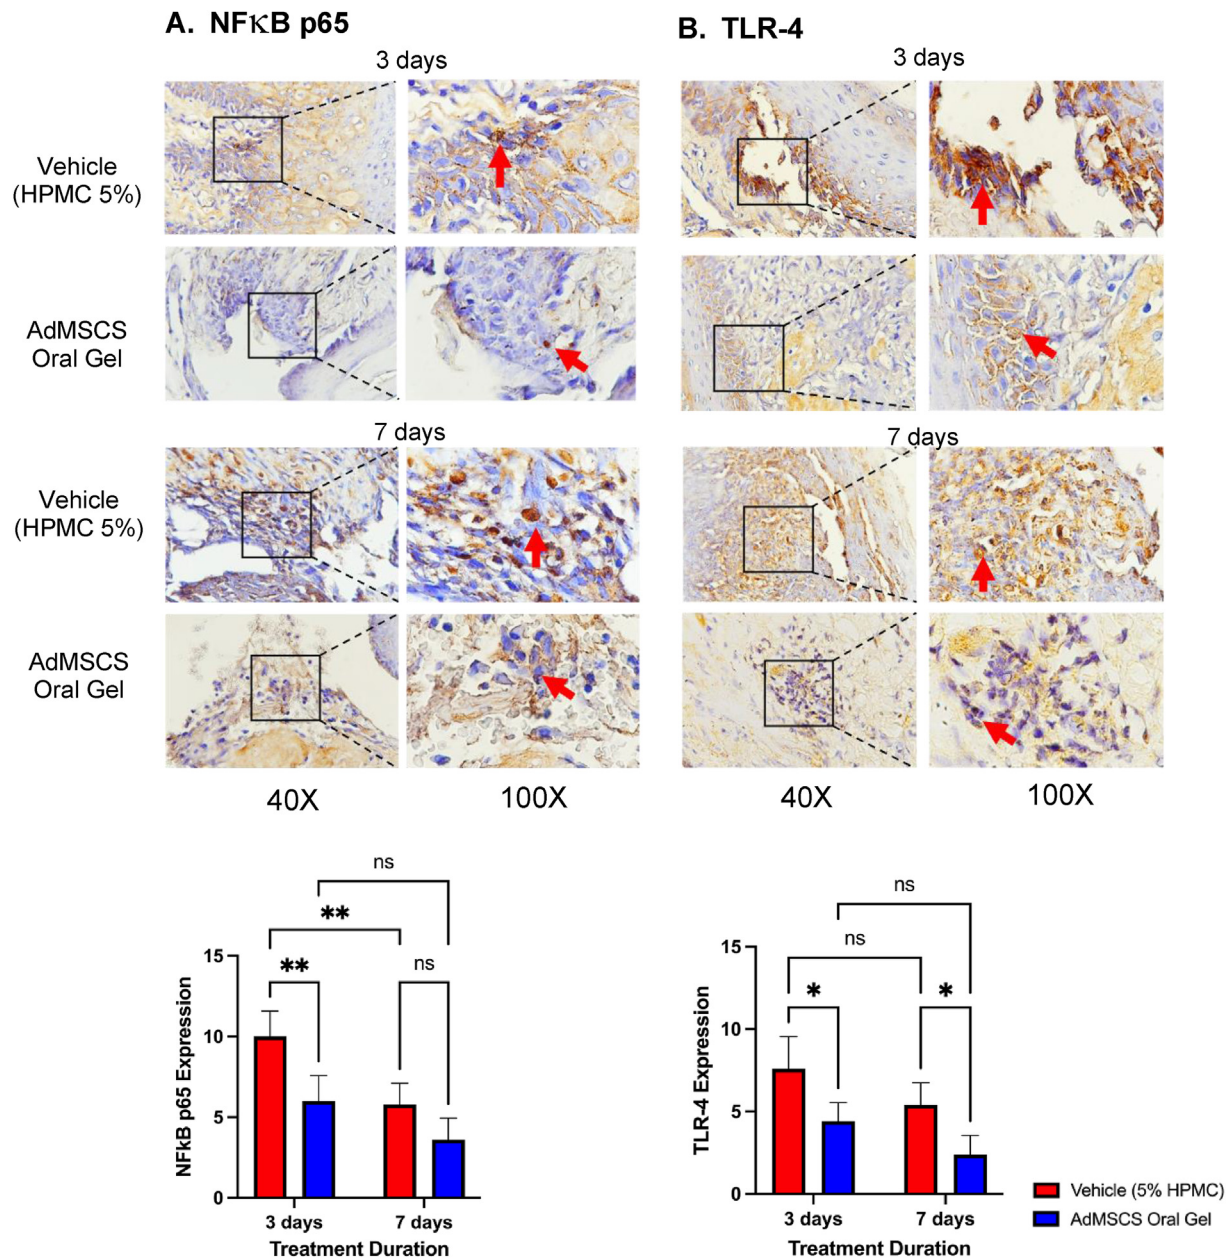 A. NFκB p65
B. TLR-4
3 days
3 days
Vehicle
(HPMC 5%)
AdMSCS
Oral Gel
7 days
7 days
Vehicle
(HPMC 5%)
AdMSCS
Oral Gel
40X
100X
40X
100X
ns
**
**
ns
15
10
5
0
NFkB p65 Expression
3 days
7 days
Treatment Duration
ns
ns
*
*
15
10
5
0
TLR-4 Expression
3 days
7 days
Treatment Duration
Vehicle (5% HPMC)
AdMSCS Oral Gel